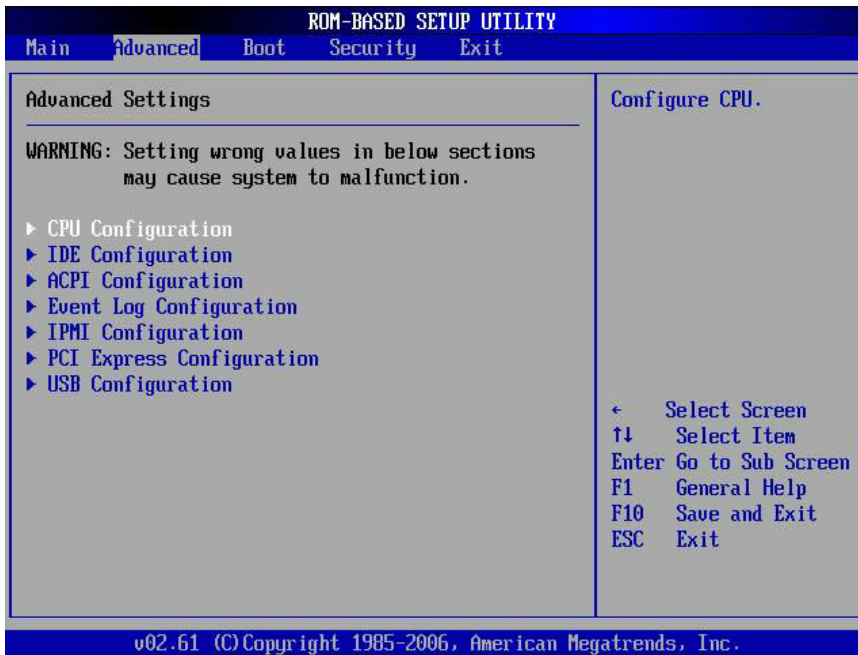 ROM-BASED SETUP UTILITY
Main Advanced Boot Security Exit
Advanced Settings
WARNING: Setting wrong values in below sections
may cause system to malfunction.
▶ CPU Configuration
▶ IDE Configuration
▶ ACPI Configuration
▶ Event Log Configuration
▶ IPMI Configuration
▶ PCI Express Configuration
▶ USB Configuration
Configure CPU.
← Select Screen
↑↓ Select Item
Enter Go to Sub Screen
F1 General Help
F10 Save and Exit
ESC Exit
v02.61 (C)Copyright 1985-2006, American Megatrends, Inc.